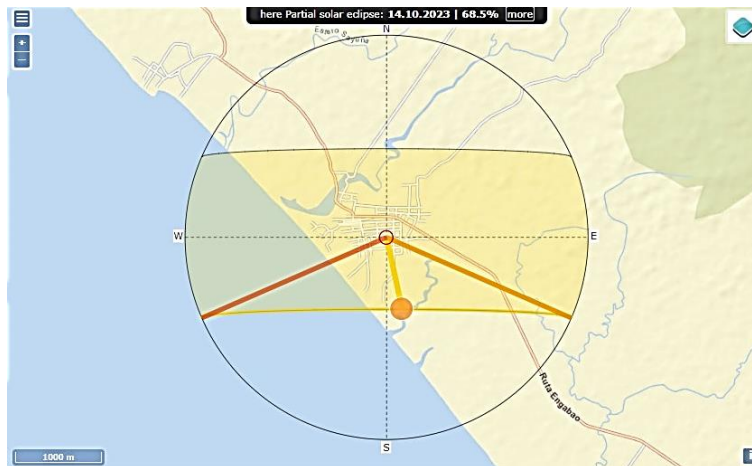 here Partial solar eclipse: 14.10.2023 | 68.5% more
N
+
−
W
E
Ruta Engabao
S
1000 m